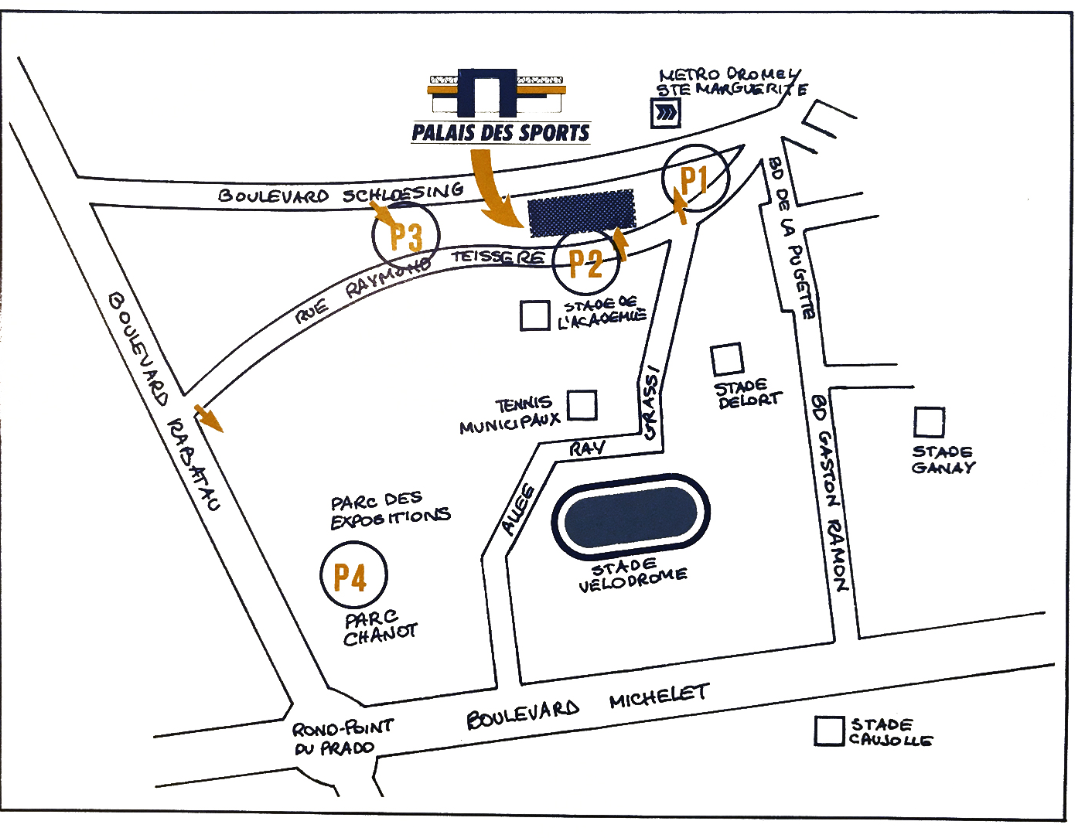 METRO DROMEL
STE MARGUERITE
PALAIS DES SPORTS
BOULEVARD SCHLOESING
P1
P3
P2
RUE RAYMOND TEISSERE
BD DE LA PUGETTE
STADE DE
L'ACADEMIE
BOULEVARD RABATAU
TENNIS
MUNICIPAUX
STADE
DELORT
ALLEE RAY GRASSI
BD GASTON RAMON
STADE
GANAY
PARC DES
EXPOSITIONS
P4
PARC
CHANOT
STADE
VELODROME
BOULEVARD MICHELET
ROND-POINT
DU PRADO
STADE
CAUJOLLE